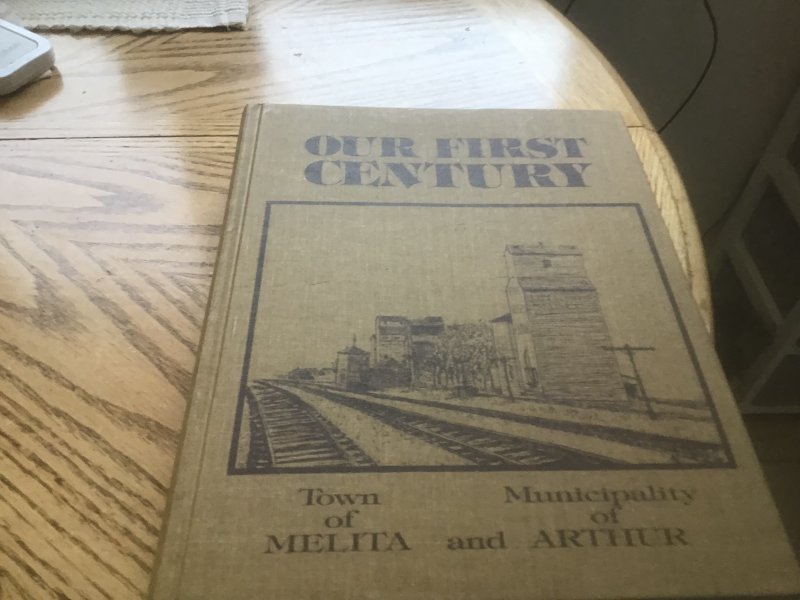 OUR FIRST
CENTURY
Town
of
MELITA
and
Municipality
of
ARTHUR